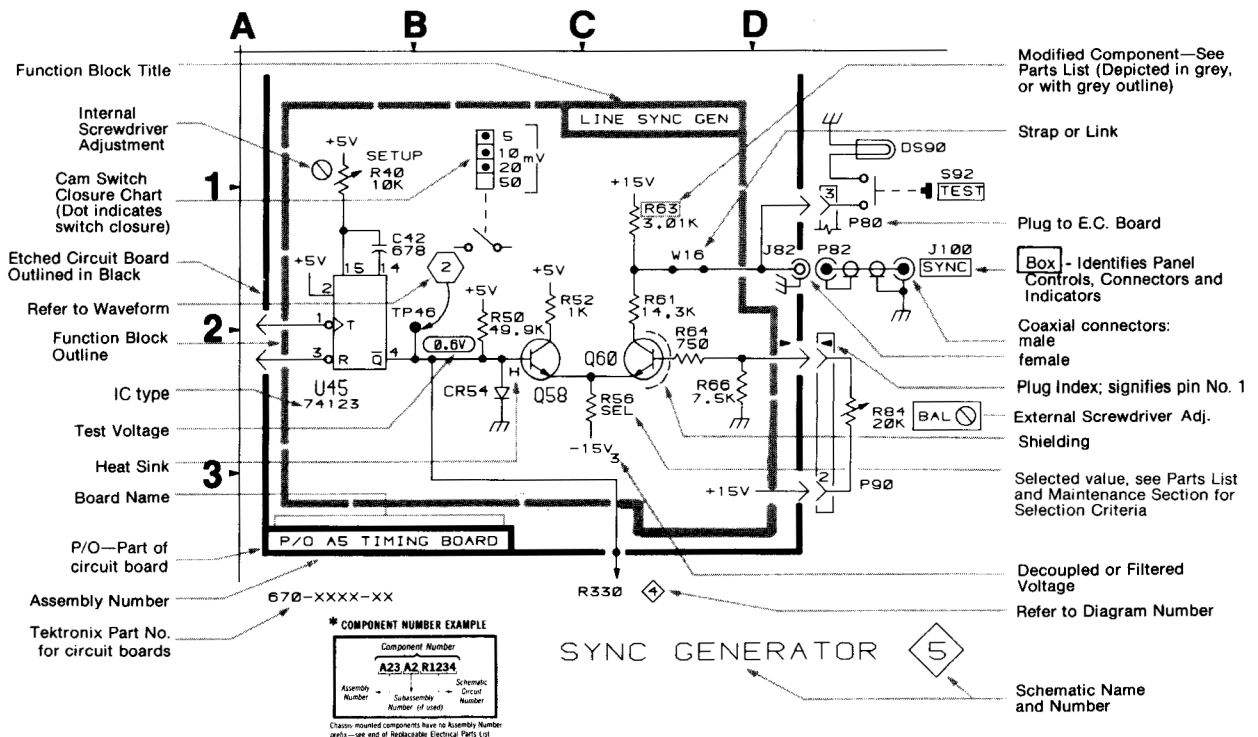 A B C D
Function Block Title
Internal
Screwdriver
Adjustment
Cam Switch
Closure Chart
(Dot indicates
switch closure)
Etched Circuit Board
Outlined in Black
Refer to Waveform
Function Block
Outline
IC type
Test Voltage
Heat Sink
Board Name
P/O—Part of
circuit board
Assembly Number
Tektronix Part No.
for circuit boards
1
2
3
LINE SYNC GEN
+5V
SETUP
R40
10K
5
10
20
50
mV
C42
678
+5V
15 14
2
1
T
3
R
Q
4
U45
74123
2
TP46
0.6V
+5V
R50
49.9K
CR54
+5V
R52
1K
H
Q58
Q60
+15V
R63
3.01K
W16
R61
14.3K
R64
750
R66
7.5K
R56
SEL
-15V
3
+15V
DS90
S92
TEST
3
P80
J82
P82
J100
SYNC
R84
20K
BAL
2
P90
P/O A5 TIMING BOARD
670-XXXX-XX
R330
4
Modified Component—See
Parts List (Depicted in grey,
or with grey outline)
Strap or Link
Plug to E.C. Board
Box - Identifies Panel
Controls, Connectors and
Indicators
Coaxial connectors:
male
female
Plug Index; signifies pin No. 1
External Screwdriver Adj.
Shielding
Selected value, see Parts List
and Maintenance Section for
Selection Criteria
Decoupled or Filtered
Voltage
Refer to Diagram Number
Schematic Name
and Number
* COMPONENT NUMBER EXAMPLE
Component Number
A23 A2 R1234
Assembly
Number
Subassembly
Number (if used)
Schematic
Circuit
Number
Chassis-mounted components have no Assembly Number
prefix—see end of Replaceable Electrical Parts List
SYNC GENERATOR
5